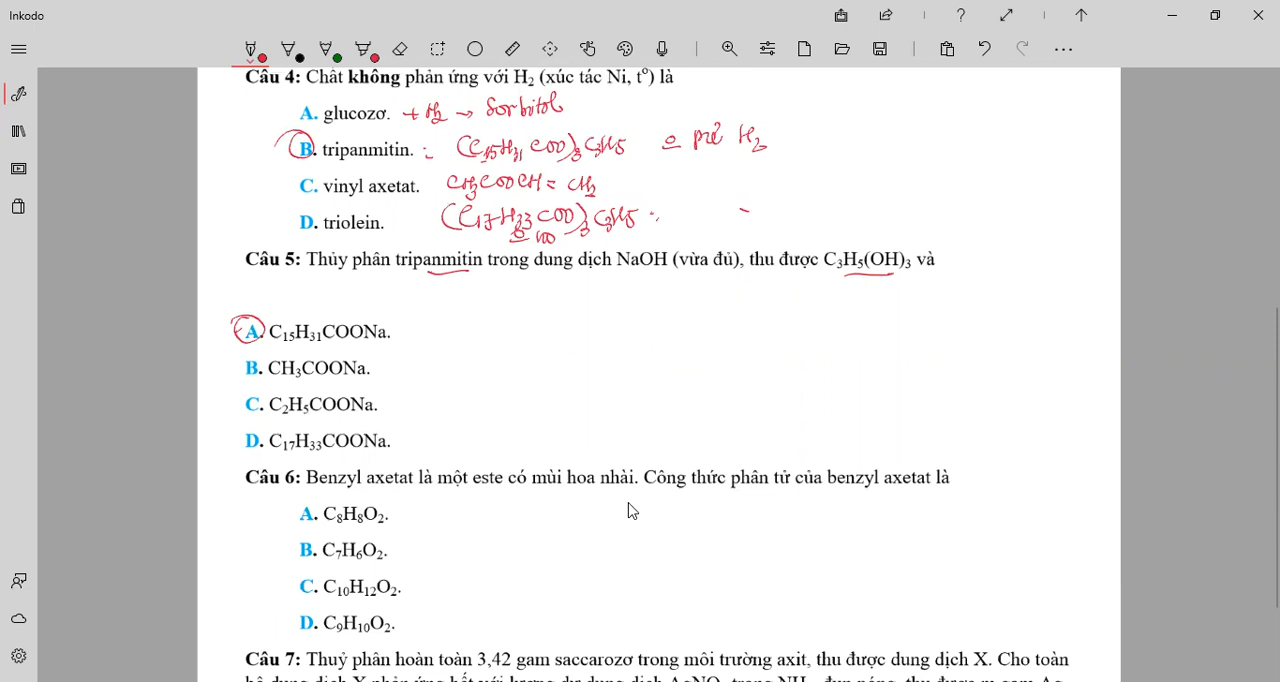 Inkodo
Câu 4: Chất không phản ứng với H₂ (xúc tác Ni, t°) là
A. glucozơ. + H₂ → Sorbitol
B. tripanmitin. : (C₁₅H₃₁COO)₃C₃H₅ pư H₂
C. vinyl axetat. CH₃COOCH=CH₂
D. triolein. (C₁₇H₃₃COO)₃C₃H₅
Câu 5: Thủy phân tripanmitin trong dung dịch NaOH (vừa đủ), thu được C₃H₅(OH)₃ và
A. C₁₅H₃₁COONa.
B. CH₃COONa.
C. C₂H₅COONa.
D. C₁₇H₃₃COONa.
Câu 6: Benzyl axetat là một este có mùi hoa nhài. Công thức phân tử của benzyl axetat là
A. C₈H₈O₂.
B. C₇H₆O₂.
C. C₁₀H₁₂O₂.
D. C₉H₁₀O₂.
Câu 7: Thuỷ phân hoàn toàn 3,42 gam saccarozơ trong môi trường axit, thu được dung dịch X. Cho toàn